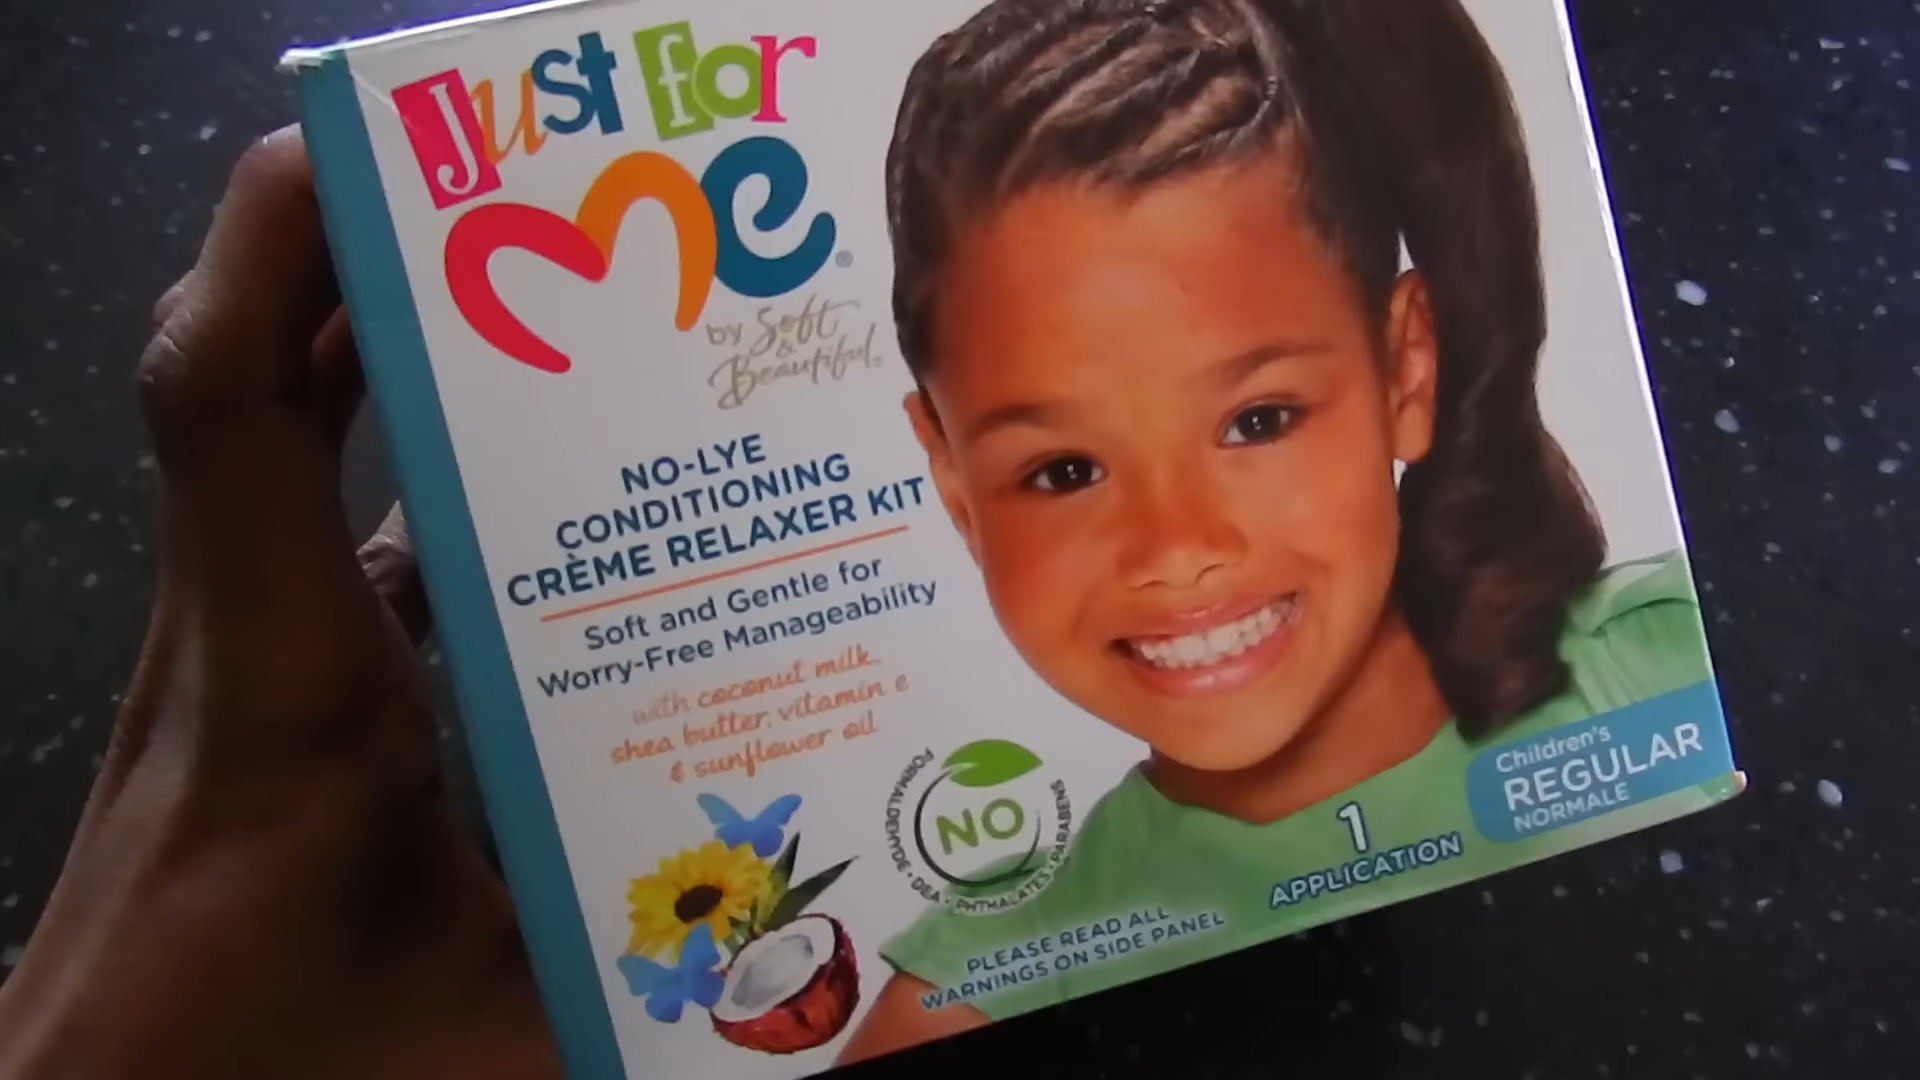 Just for
Me®
by Soft
&
Beautiful®
NO-LYE
CONDITIONING
CRÈME RELAXER KIT
Soft and Gentle for
Worry-Free Manageability
with coconut milk,
shea butter, vitamin e
& sunflower oil
NO
FORMALDEHYDE • DEA • PHTHALATES • PARABENS
PLEASE READ ALL
WARNINGS ON SIDE PANEL
1
APPLICATION
Children's
REGULAR
NORMALE